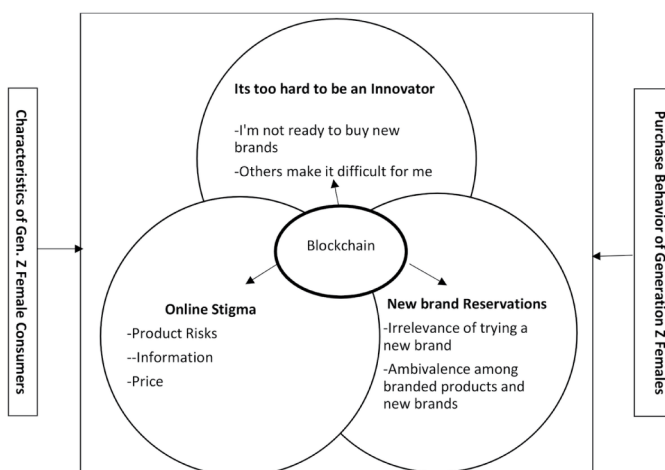 Characteristics of Gen. Z Female Consumers
Its too hard to be an Innovator
-I'm not ready to buy new
brands
-Others make it difficult for me
Blockchain
Online Stigma
-Product Risks
--Information
-Price
New brand Reservations
-Irrelevance of trying a
new brand
-Ambivalence among
branded products and
new brands
Purchase Behavior of Generation Z Females